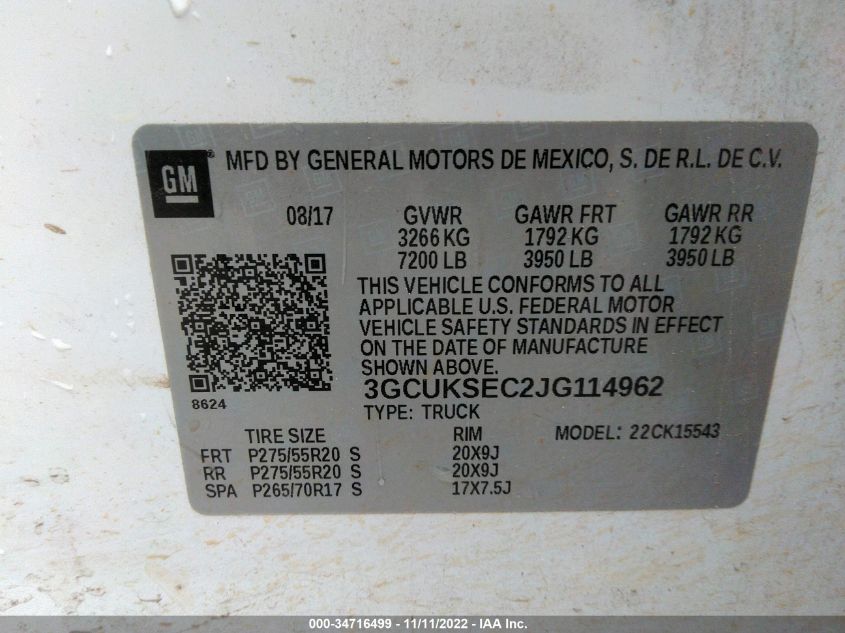 GM® MFD BY GENERAL MOTORS DE MEXICO, S. DE R.L. DE C.V.
08/17 GVWR GAWR FRT GAWR RR
3266 KG 1792 KG 1792 KG
7200 LB 3950 LB 3950 LB
THIS VEHICLE CONFORMS TO ALL
APPLICABLE U.S. FEDERAL MOTOR
VEHICLE SAFETY STANDARDS IN EFFECT
ON THE DATE OF MANUFACTURE
SHOWN ABOVE.
3GCUKSEC2JG114962
8624
TYPE: TRUCK
TIRE SIZE RIM MODEL: 22CK15543
FRT P275/55R20 S 20X9J
RR P275/55R20 S 20X9J
SPA P265/70R17 S 17X7.5J
000-34716499 - 11/11/2022 - IAA Inc.